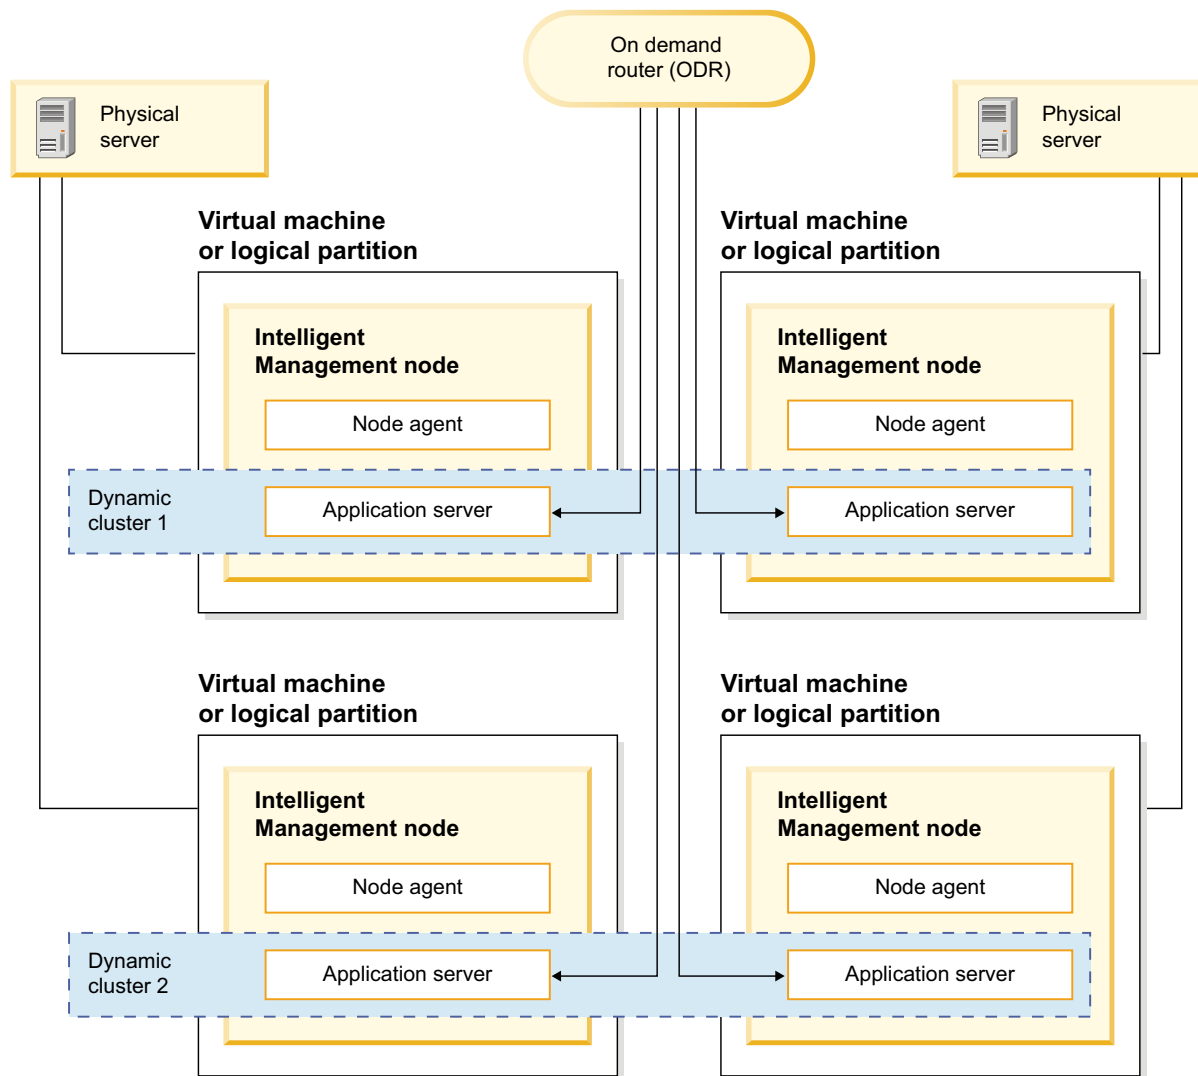 On demand
router (ODR)
Physical
server
Physical
server
Virtual machine
or logical partition
Virtual machine
or logical partition
Intelligent
Management node
Intelligent
Management node
Node agent
Node agent
Dynamic
cluster 1
Application server
Application server
Virtual machine
or logical partition
Virtual machine
or logical partition
Intelligent
Management node
Intelligent
Management node
Node agent
Node agent
Dynamic
cluster 2
Application server
Application server